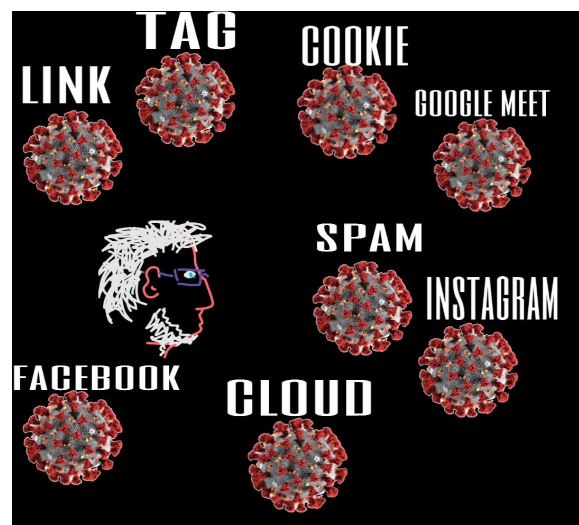 TAG
COOKIE
LINK
GOOGLE MEET
SPAM
INSTAGRAM
FACEBOOK
CLOUD